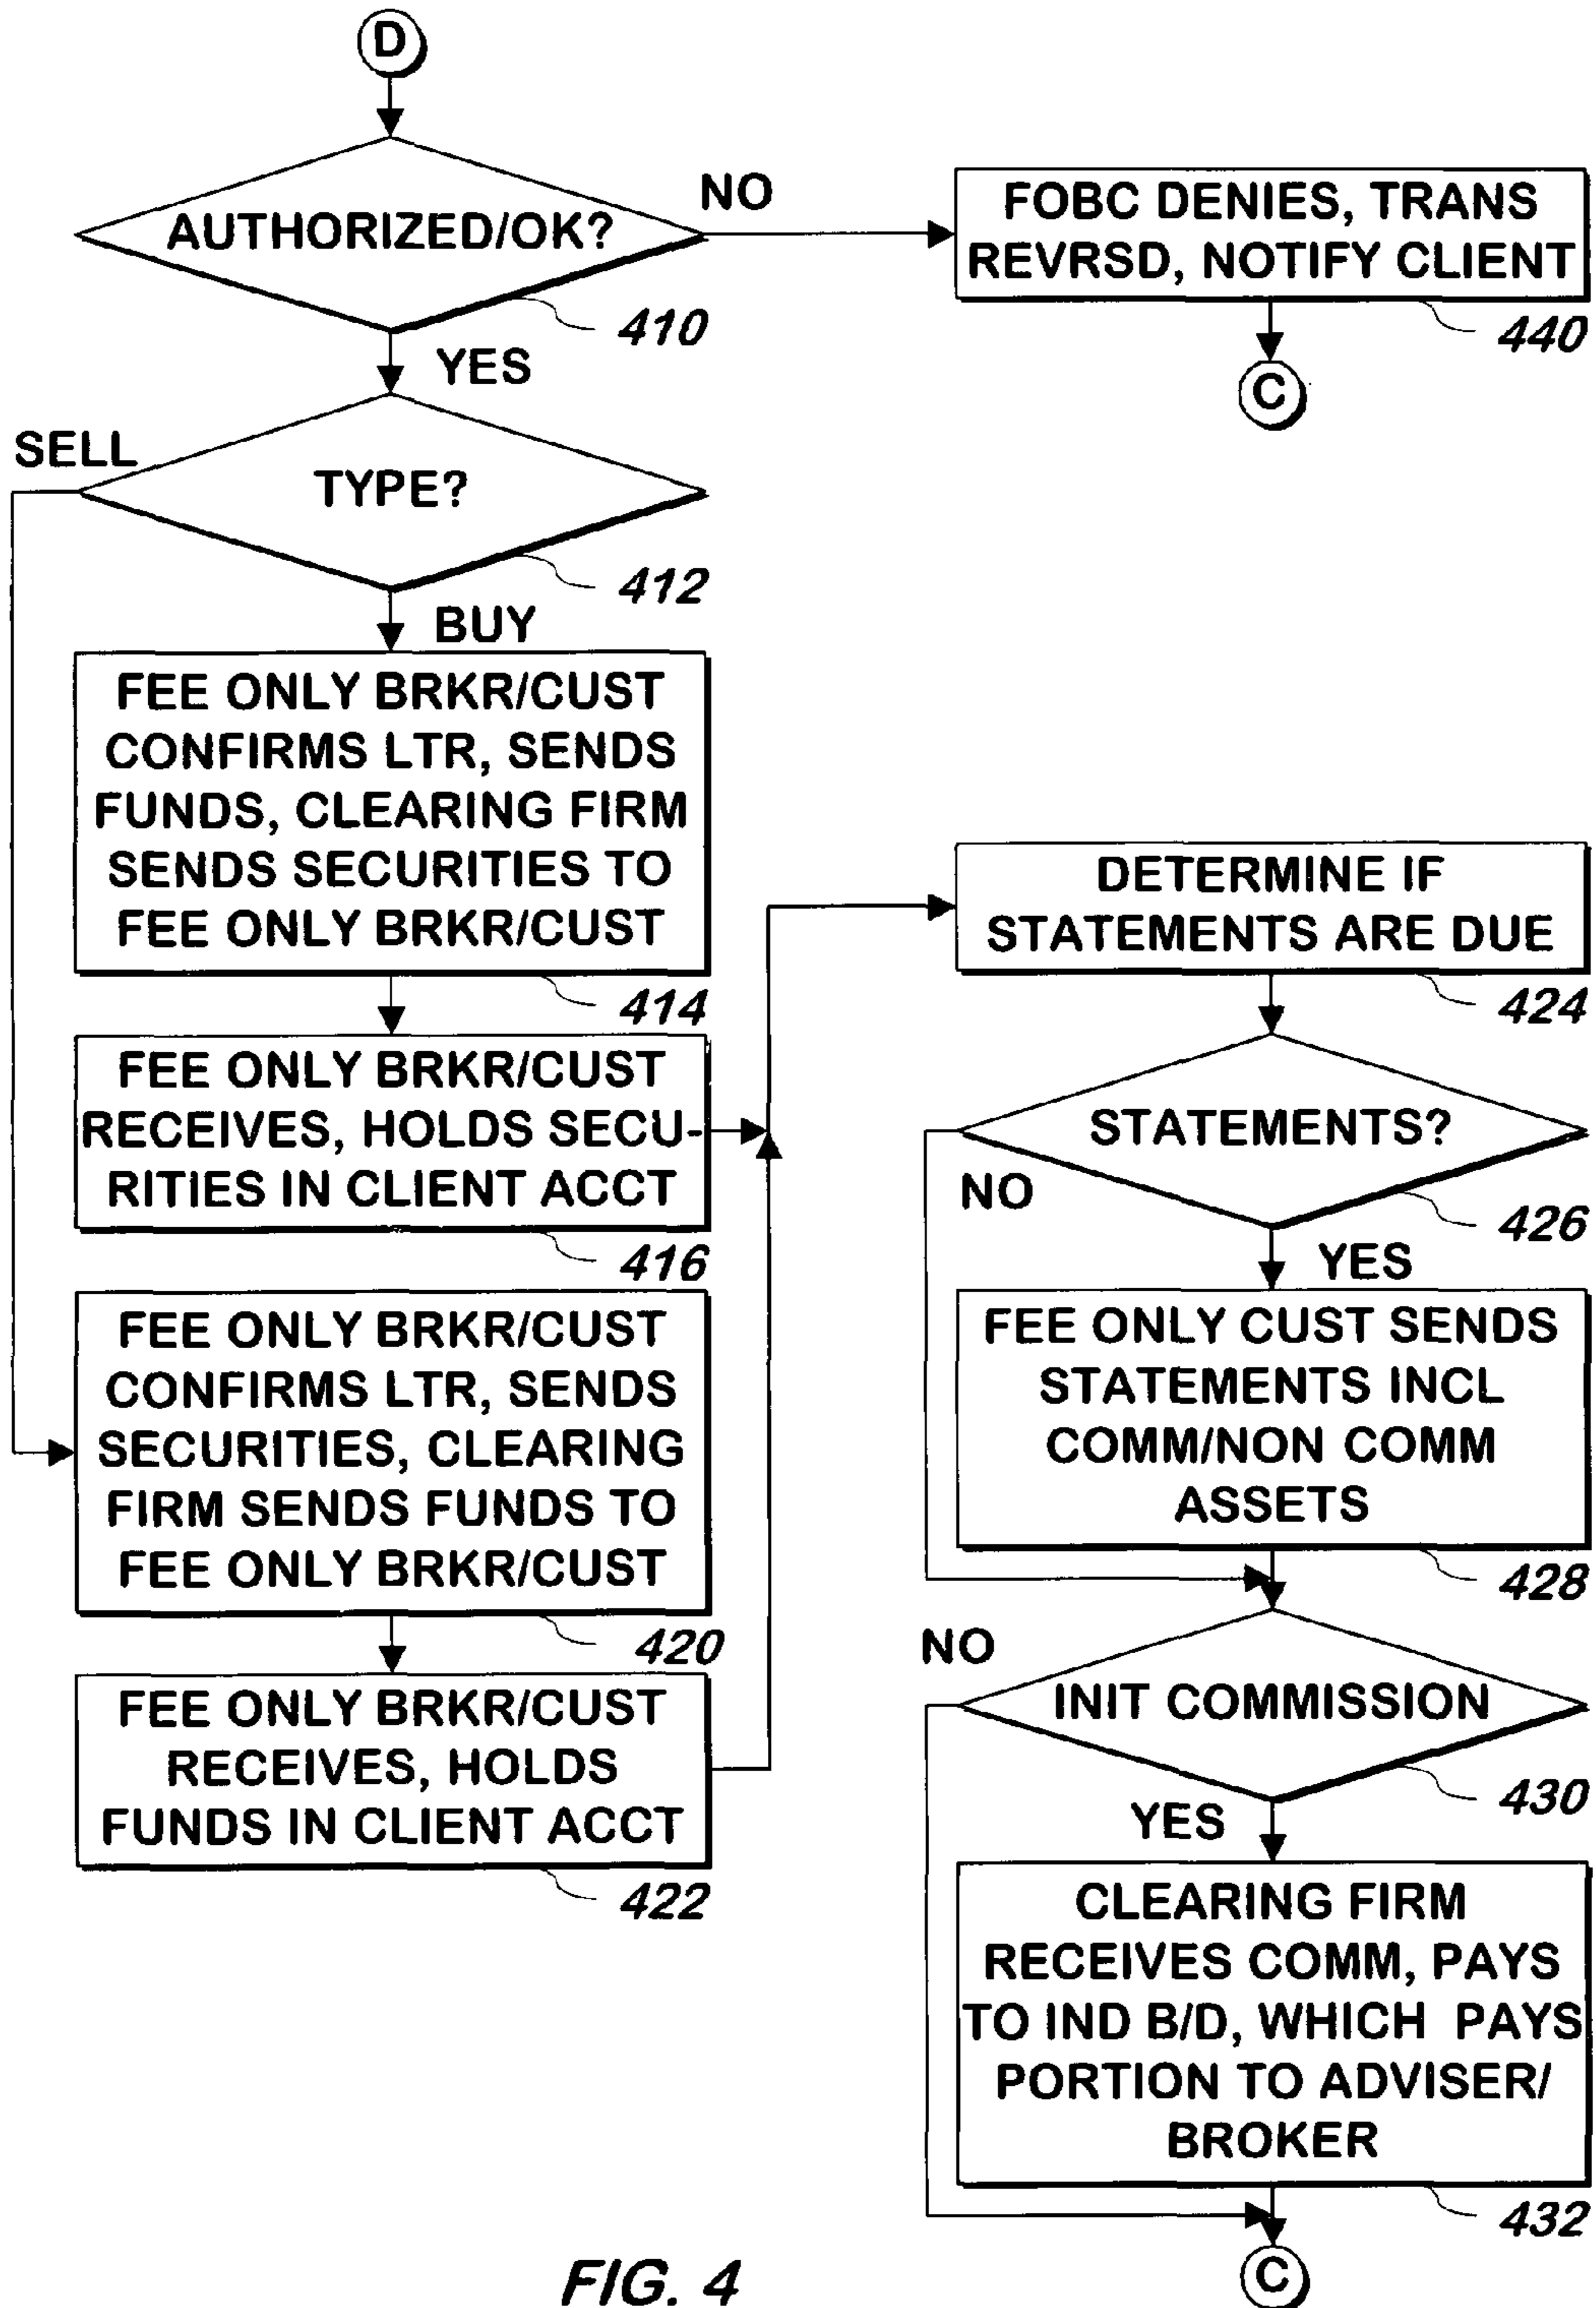 D
AUTHORIZED/OK?
NO
410
YES
FOBC DENIES, TRANS
REVRSD, NOTIFY CLIENT
440
C
SELL
TYPE?
412
BUY
FEE ONLY BRKR/CUST
CONFIRMS LTR, SENDS
FUNDS, CLEARING FIRM
SENDS SECURITIES TO
FEE ONLY BRKR/CUST
414
FEE ONLY BRKR/CUST
RECEIVES, HOLDS SECU-
RITIES IN CLIENT ACCT
416
FEE ONLY BRKR/CUST
CONFIRMS LTR, SENDS
SECURITIES, CLEARING
FIRM SENDS FUNDS TO
FEE ONLY BRKR/CUST
420
FEE ONLY BRKR/CUST
RECEIVES, HOLDS
FUNDS IN CLIENT ACCT
422
DETERMINE IF
STATEMENTS ARE DUE
424
STATEMENTS?
NO
426
YES
FEE ONLY CUST SENDS
STATEMENTS INCL
COMM/NON COMM
ASSETS
428
NO
INIT COMMISSION
430
YES
CLEARING FIRM
RECEIVES COMM, PAYS
TO IND B/D, WHICH PAYS
PORTION TO ADVISER/
BROKER
432
C
FIG. 4